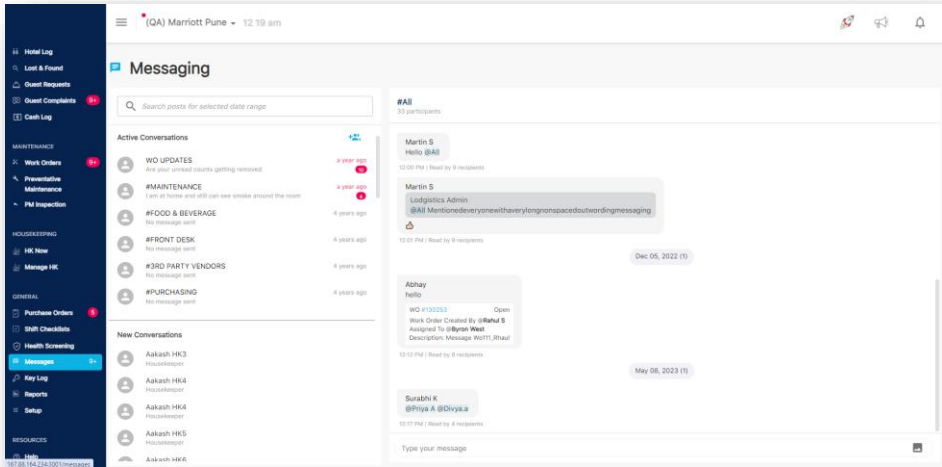 (QA) Marriott Pune
12:19 am
Hotel Log
Lost & Found
Guest Requests
Guest Complaints 9+
Cash Log
MAINTENANCE
Work Orders 9+
Preventative
Maintenance
PM Inspection
HOUSEKEEPING
HK Now
Manage HK
GENERAL
Purchase Orders 5
Shift Checklists
Health Screening
Messages 9+
Key Log
Reports
Setup
RESOURCES
Help
167.88.164.234:3001/messages
Messaging
Search posts for selected date range
Active Conversations
WO UPDATES a year ago
Are your unread counts getting removed
#MAINTENANCE a year ago
I am at home and still can see smoke around the room
#FOOD & BEVERAGE 4 years ago
No message sent
#FRONT DESK 4 years ago
No message sent
#3RD PARTY VENDORS 4 years ago
No message sent
#PURCHASING 4 years ago
No message sent
New Conversations
Aakash HK3
Housekeeper
Aakash HK4
Housekeeper
Aakash HK4
Housekeeper
Aakash HK5
Housekeeper
Aakash HK6
#All
33 participants
Martin S
Hello @All
12:00 PM | Read by 9 recipients
Martin S
Lodgistics Admin
@All Mentionedeveryonewithaverylongnonspacedoutwordingmessaging
12:01 PM | Read by 9 recipients
Dec 05, 2022 (1)
Abhay
hello
WO #130253 Open
Work Order Created By @Rahul S
Assigned To @Byron West
Description: Message Wo111_Rhaul
12:12 PM | Read by 8 recipients
May 08, 2023 (1)
Surabhi K
@Priya A @Divya.a
12:17 PM | Read by 4 recipients
Type your message